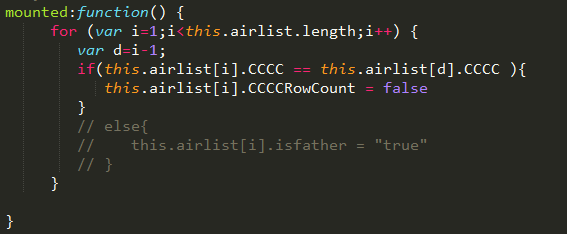 mounted:function() {
for (var i=1;i<this.airlist.length;i++) {
var d=i-1;
if(this.airlist[i].CCCC == this.airlist[d].CCCC ){
this.airlist[i].CCCCRowCount = false
}
// else{
//    this.airlist[i].isfather = "true"
// }
}
}